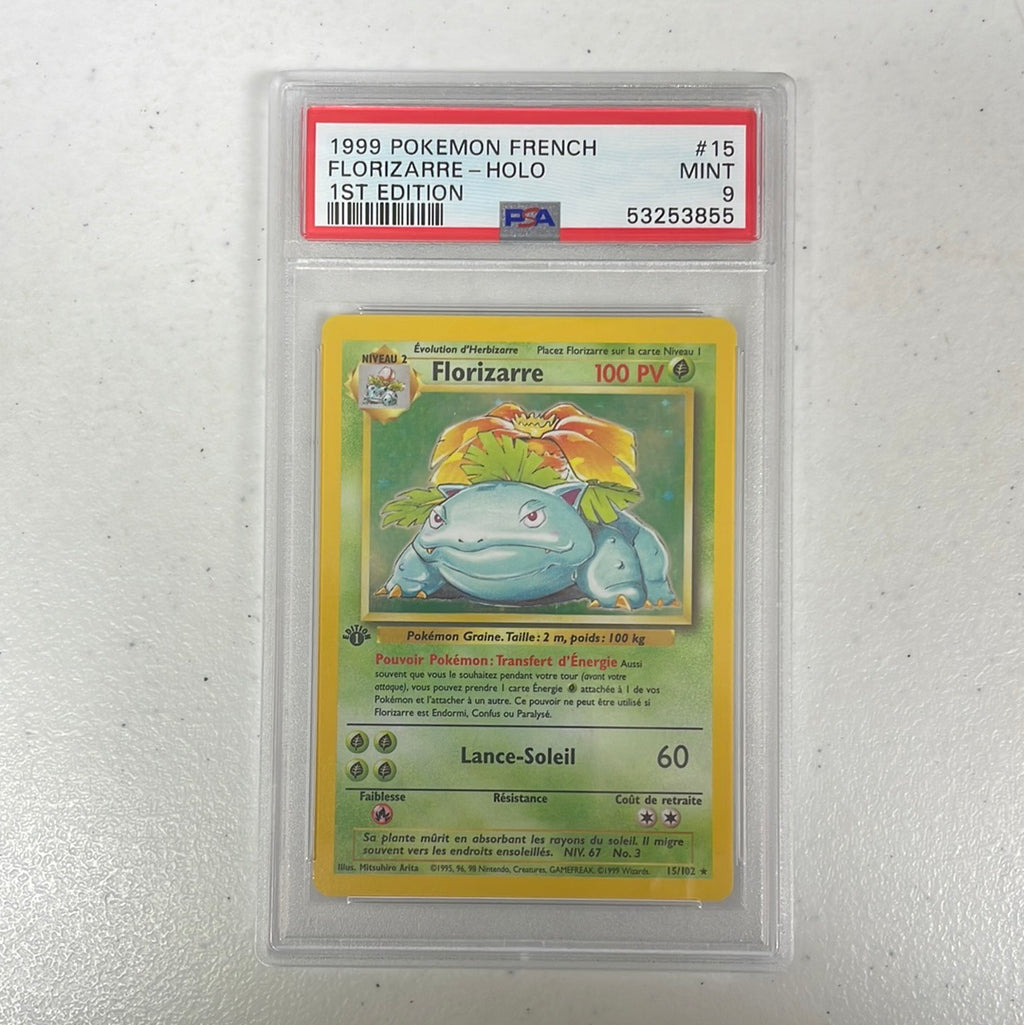 1999 POKEMON FRENCH #15
FLORIZARRE – HOLO MINT
1ST EDITION 9
PSA 53253855
NIVEAU 2 Évolution d'Herbizarre Placez Florizarre sur la carte Niveau 1
Florizarre 100 PV
EDITION 1
Pokémon Graine. Taille: 2 m, poids: 100 kg
Pouvoir Pokémon: Transfert d'Énergie Aussi
souvent que vous le souhaitez pendant votre tour (avant votre
attaque), vous pouvez prendre 1 carte Énergie attachée à 1 de vos
Pokémon et l'attacher à un autre. Ce pouvoir ne peut être utilisé si
Florizarre est Endormi, Confus ou Paralysé.
Lance-Soleil 60
Faiblesse Résistance Coût de retraite
Sa plante mûrit en absorbant les rayons du soleil. Il migre
souvent vers les endroits ensoleillés. NIV. 67 No. 3
Illus. Mitsuhiro Arita ©1995, 96, 98 Nintendo, Creatures, GAMEFREAK. ©1999 Wizards. 15/102 ★